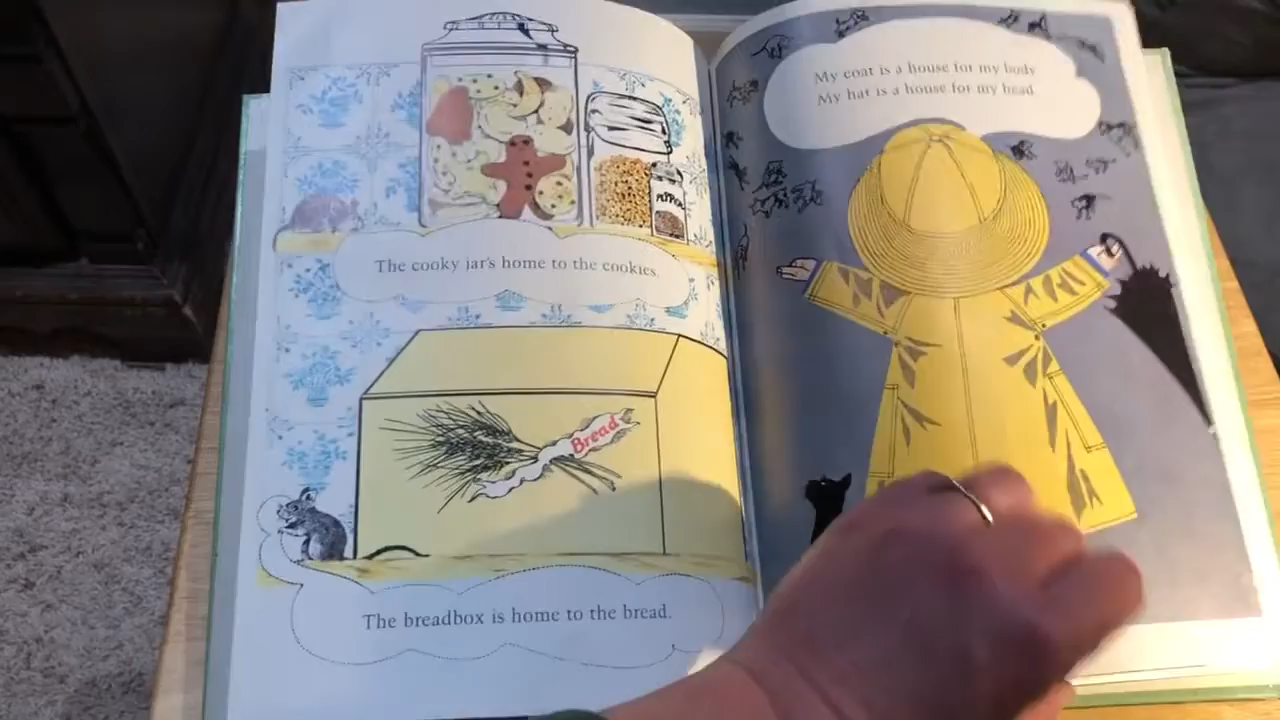 The cooky jar's home to the cookies.
Bread
The breadbox is home to the bread.
My coat is a house for my body
My hat is a house for my head